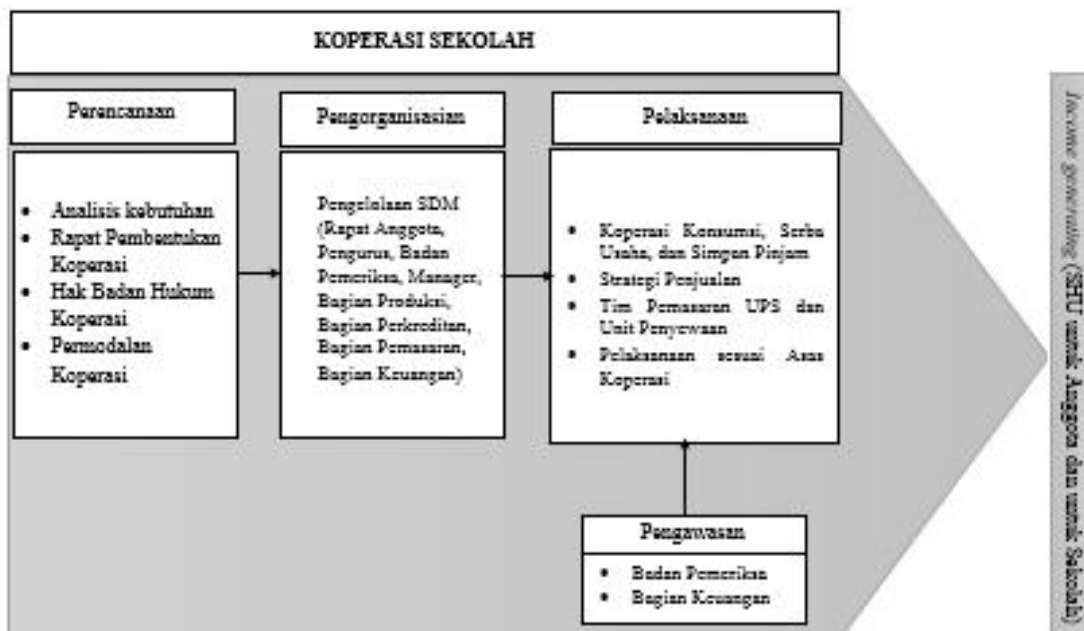 KOPERASI SEKOLAH
Perencanaan
Analisis kebutuhan
Rapat Pembentukan
Koperasi
Hak Badan Hukum
Koperasi
Permodalan
Koperasi
Pengorganisasian
Pengelolaan SDM
(Rapat Anggota,
Pengurus, Badan
Pemeriksa, Manager,
Bagian Produksi,
Bagian Perkreditan,
Bagian Pemasaran,
Bagian Keuangan)
Pelaksanaan
Koperasi Konsumsi, Serba
Usaha, dan Simpan Pinjam
Strategi Penjualan
Tim Pemasaran UPS dan
Unit Penyewaan
Pelaksanaan sesuai Asas
Koperasi
Pengawasan
Badan Pemeriksa
Bagian Keuangan
Income generating (SHU untuk Anggota dan untuk Sekolah)